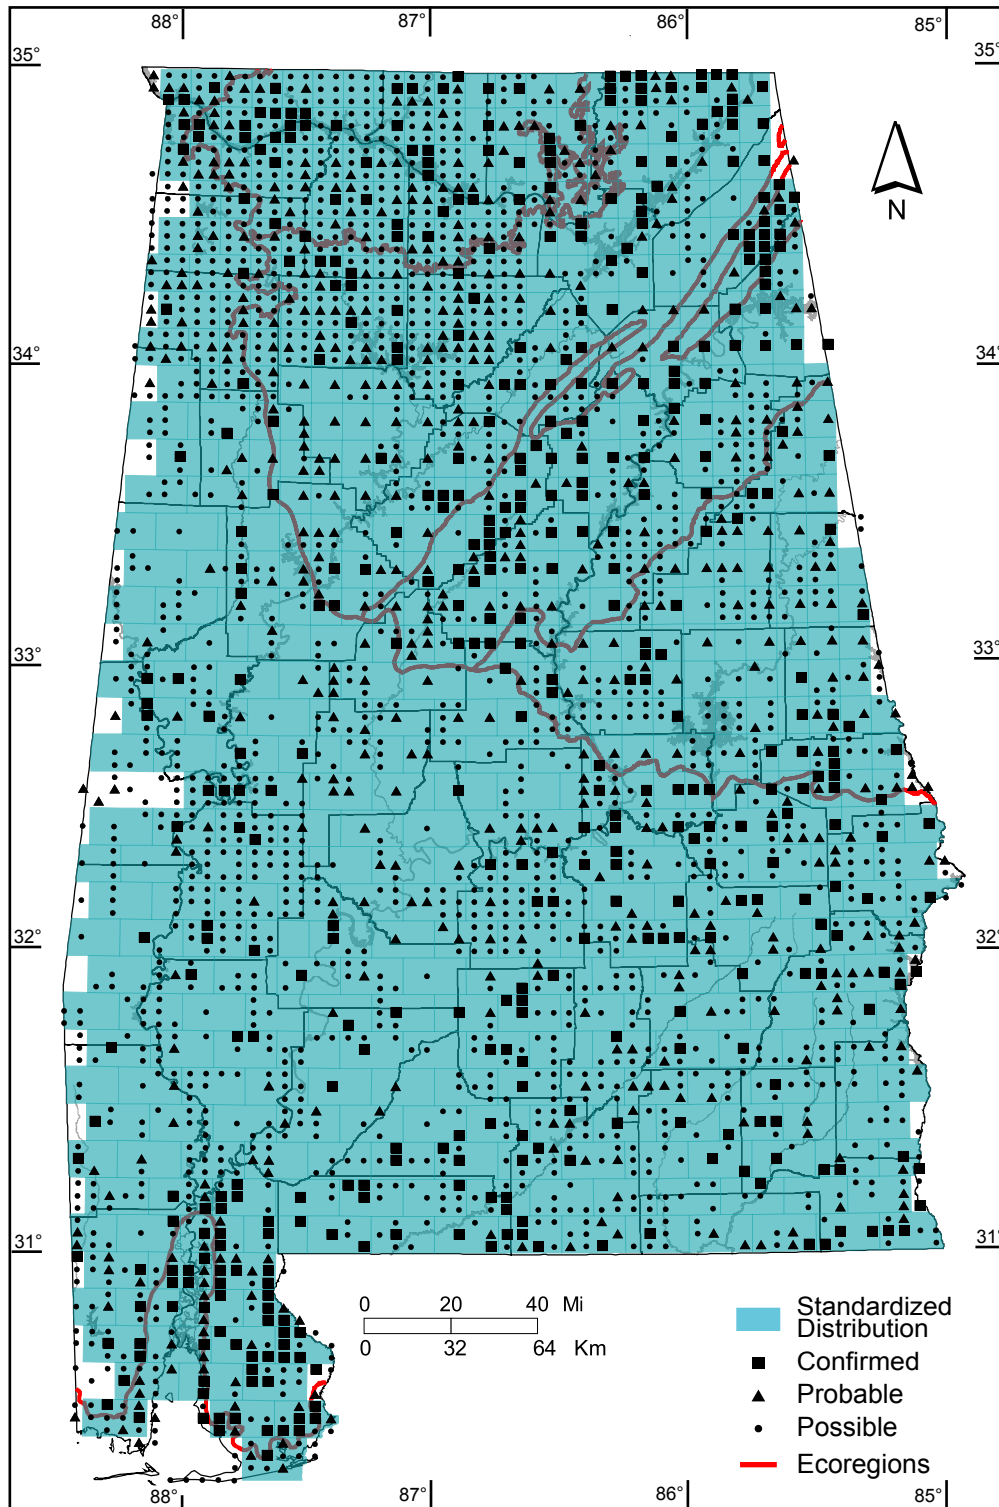 88° 87° 86° 85°
35° 35°
N
34° 34°
33° 33°
32° 32°
31° 31°
0 20 40 Mi
0 32 64 Km
Standardized
Distribution
Confirmed
Probable
Possible
Ecoregions
88° 87° 86° 85°